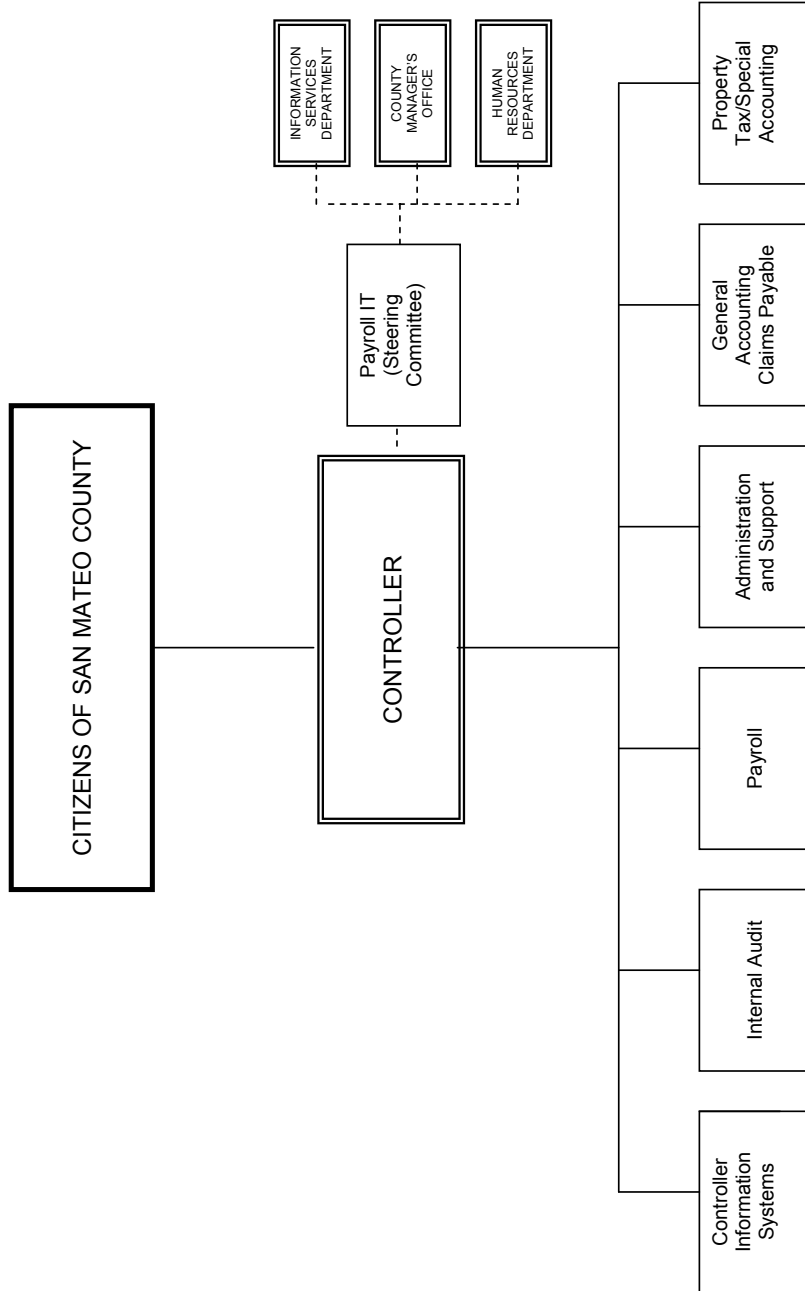 CITIZENS OF SAN MATEO COUNTY
CONTROLLER
Payroll IT
(Steering
Committee)
INFORMATION
SERVICES
DEPARTMENT
COUNTY
MANAGER'S
OFFICE
HUMAN
RESOURCES
DEPARTMENT
Controller
Information
Systems
Internal Audit
Payroll
Administration
and Support
General
Accounting
Claims Payable
Property
Tax/Special
Accounting